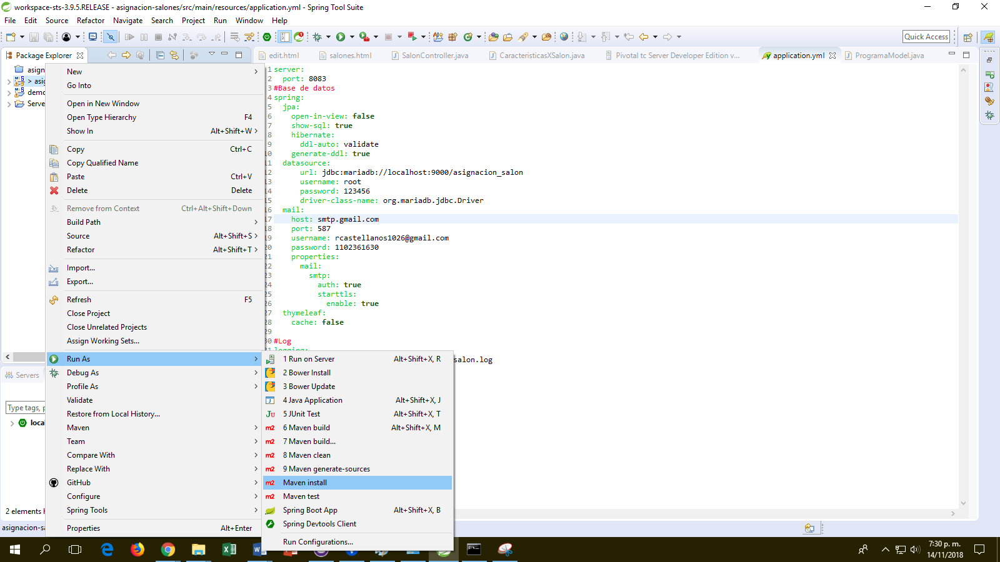 workspace-sts-3.9.5.RELEASE - asignacion-salones/src/main/resources/application.yml - Spring Tool Suite
File Edit Source Refactor Navigate Search Project Run Window Help
Quick Access
Package Explorer
edit.html salones.html SalonController.java CaracteristicasXSalon.java Pivotal tc Server Developer Edition v... application.yml ProgramaModel.java
asignac
> asig
demo
Serve
New
Go Into
Open in New Window
Open Type Hierarchy F4
Show In Alt+Shift+W >
Copy Ctrl+C
Copy Qualified Name
Paste Ctrl+V
Delete Delete
Remove from Context Ctrl+Alt+Shift+Down
Build Path
Source Alt+Shift+S >
Refactor Alt+Shift+T >
Import...
Export...
Refresh F5
Close Project
Close Unrelated Projects
Assign Working Sets...
Run As
Debug As
Profile As
Validate
Restore from Local History...
Maven
Team
Compare With
Replace With
GitHub
Configure
Spring Tools
Properties Alt+Enter
1 server:
2 port: 8083
3 #Base de datos
4 spring:
5 jpa:
6 open-in-view: false
7 show-sql: true
8 hibernate:
9 ddl-auto: validate
10 generate-ddl: true
11 datasource:
12 url: jdbc:mariadb://localhost:9000/asignacion_salon
13 username: root
14 password: 123456
15 driver-class-name: org.mariadb.jdbc.Driver
16 mail:
17 host: smtp.gmail.com
18 port: 587
19 username: rcastellanos1026@gmail.com
20 password: 1102361630
21 properties:
22 mail:
23 smtp:
24 auth: true
25 starttls:
26 enable: true
27 thymeleaf:
28 cache: false
29
30 #Log
31 logging:
salon.log
1 Run on Server Alt+Shift+X, R
2 Bower Install
3 Bower Update
4 Java Application Alt+Shift+X, J
5 JUnit Test Alt+Shift+X, T
6 Maven build Alt+Shift+X, M
7 Maven build...
8 Maven clean
9 Maven generate-sources
Maven install
Maven test
Spring Boot App Alt+Shift+X, B
Spring Devtools Client
Run Configurations...
Servers
Type tags, p
loca
2 elements
asignacion-sa
7:30 p. m.
14/11/2018